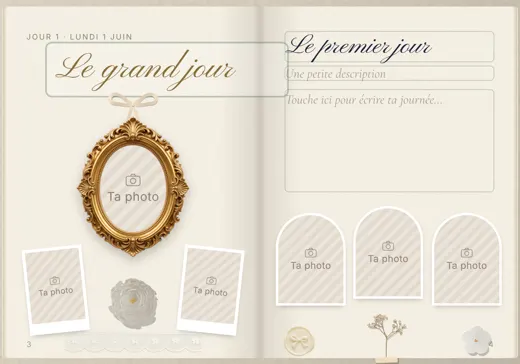 JOUR 1 · LUNDI 1 JUIN
Le grand jour
Ta photo
Ta photo
Ta photo
3
Le premier jour
Une petite description
Touche ici pour écrire ta journée...
Ta photo
Ta photo
Ta photo